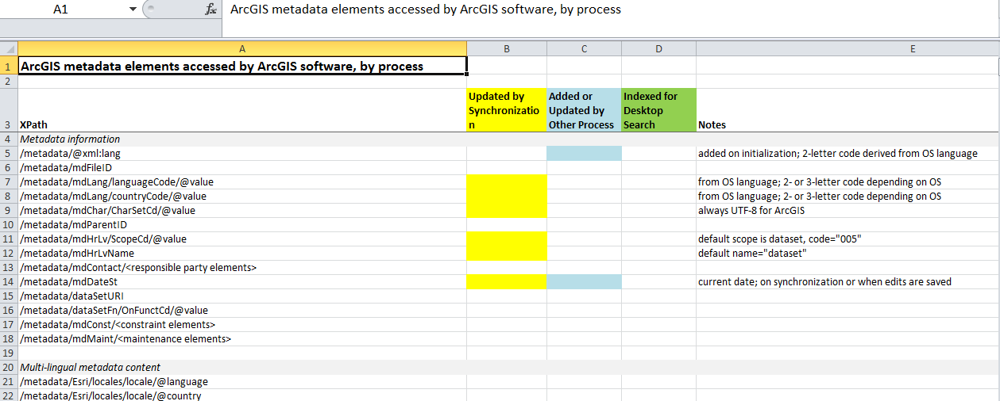 A1 fx ArcGIS metadata elements accessed by ArcGIS software, by process
A B C D E
1 ArcGIS metadata elements accessed by ArcGIS software, by process
2
Updated by Added or Indexed for
Synchronizatio Updated by Desktop
3 XPath n Other Process Search Notes
4 Metadata information
5 /metadata/@xml:lang added on initialization; 2-letter code derived from OS language
6 /metadata/mdFileID
7 /metadata/mdLang/languageCode/@value from OS language; 2- or 3-letter code depending on OS
8 /metadata/mdLang/countryCode/@value from OS language; 2- or 3-letter code depending on OS
9 /metadata/mdChar/CharSetCd/@value always UTF-8 for ArcGIS
10 /metadata/mdParentID
11 /metadata/mdHrLv/ScopeCd/@value default scope is dataset, code="005"
12 /metadata/mdHrLvName default name="dataset"
13 /metadata/mdContact/<responsible party elements>
14 /metadata/mdDateSt current date; on synchronization or when edits are saved
15 /metadata/dataSetURI
16 /metadata/dataSetFn/OnFunctCd/@value
17 /metadata/mdConst/<constraint elements>
18 /metadata/mdMaint/<maintenance elements>
19
20 Multi-lingual metadata content
21 /metadata/Esri/locales/locale/@language
22 /metadata/Esri/locales/locale/@country